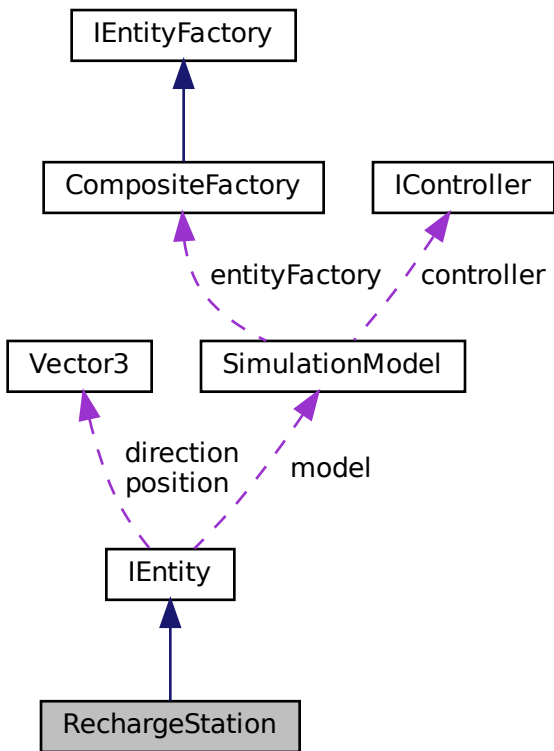 IEntityFactory
CompositeFactory
IController
entityFactory
controller
Vector3
SimulationModel
direction
position
model
IEntity
RechargeStation